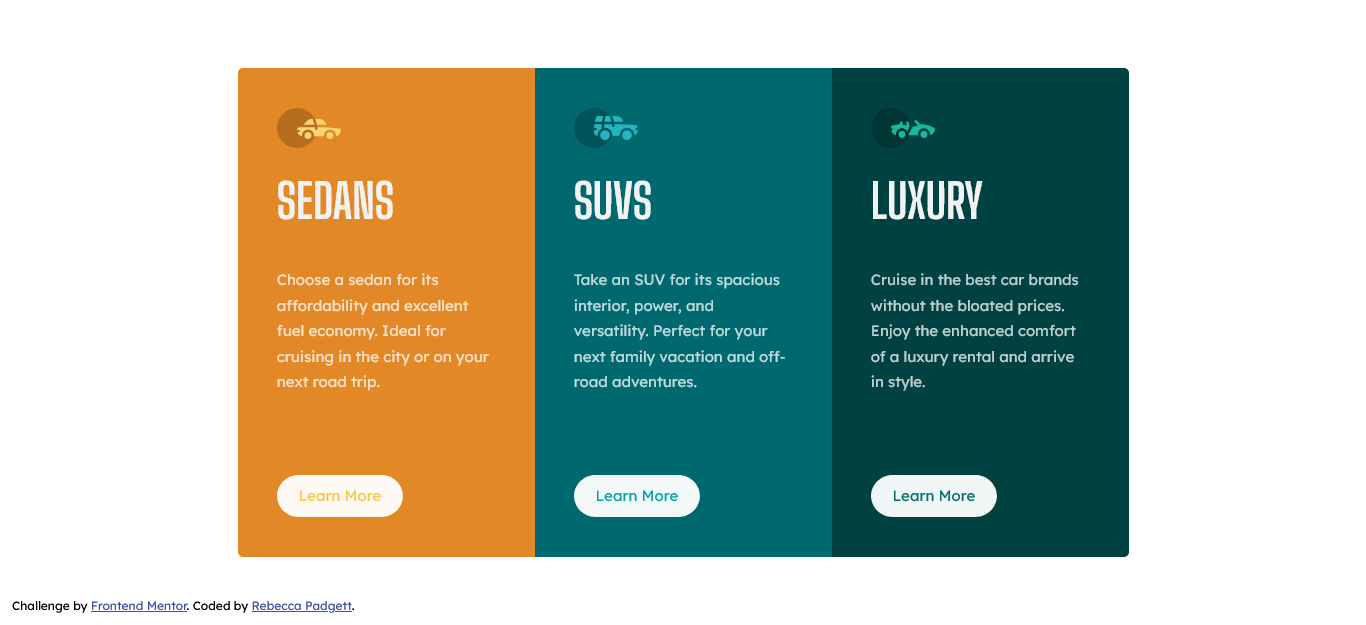 SEDANS
Choose a sedan for its
affordability and excellent
fuel economy. Ideal for
cruising in the city or on your
next road trip.
Learn More
SUVS
Take an SUV for its spacious
interior, power, and
versatility. Perfect for your
next family vacation and off-
road adventures.
Learn More
LUXURY
Cruise in the best car brands
without the bloated prices.
Enjoy the enhanced comfort
of a luxury rental and arrive
in style.
Learn More
Challenge by Frontend Mentor. Coded by Rebecca Padgett.